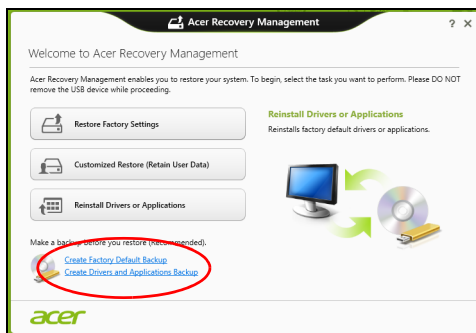 Acer Recovery Management
? X
Welcome to Acer Recovery Management
Acer Recovery Management enables you to restore your system. To begin, select the task you want to perform. Please DO NOT
remove the USB device while proceeding.
Restore Factory Settings
Customized Restore (Retain User Data)
Reinstall Drivers or Applications
Reinstall Drivers or Applications
Reinstalls factory default drivers or applications.
Make a backup before you restore (Recommended).
Create Factory Default Backup
Create Drivers and Applications Backup
acer